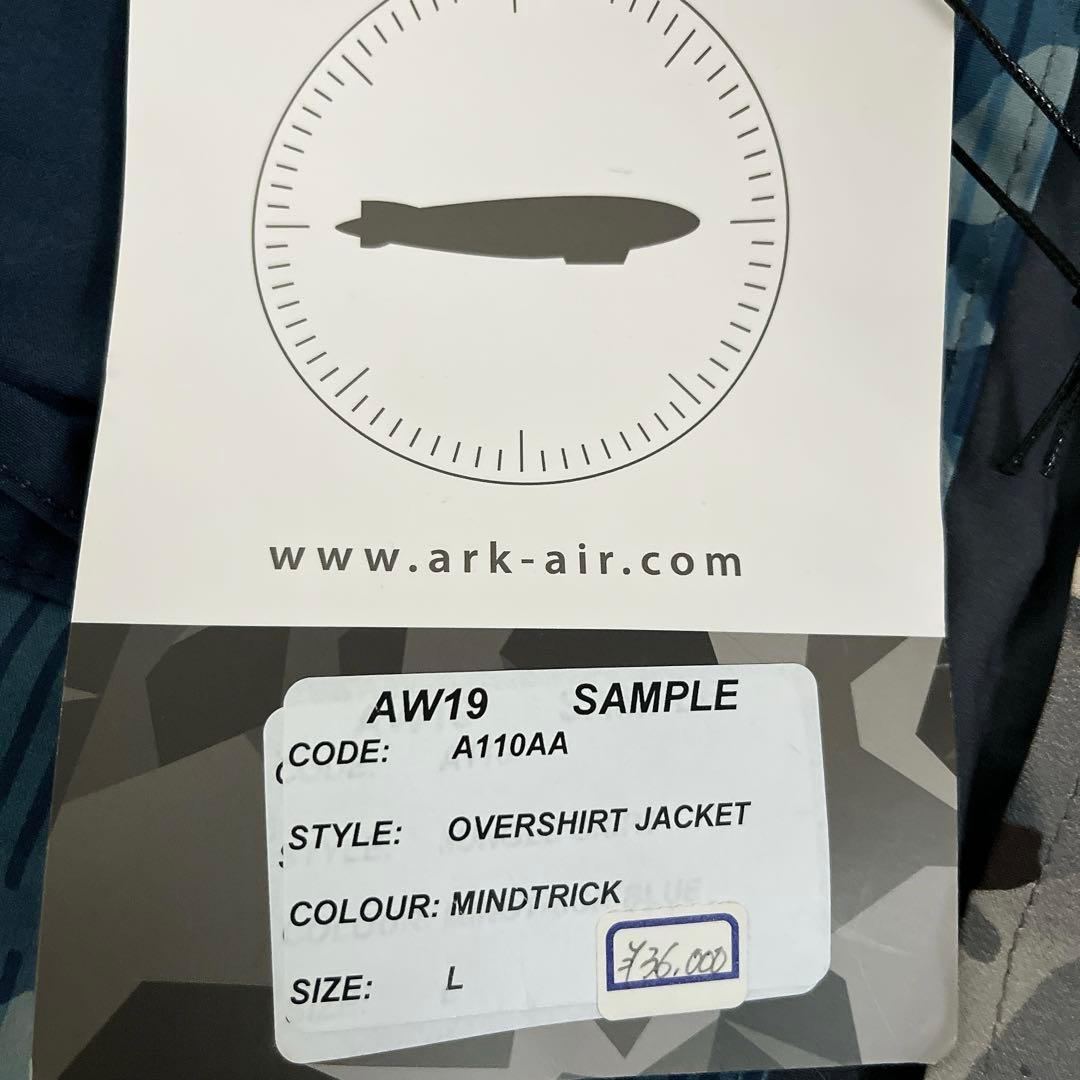 www.ark-air.com
AW19 SAMPLE
CODE: A110AA
STYLE: OVERSHIRT JACKET
COLOUR: MINDTRICK
¥36,000
SIZE: L